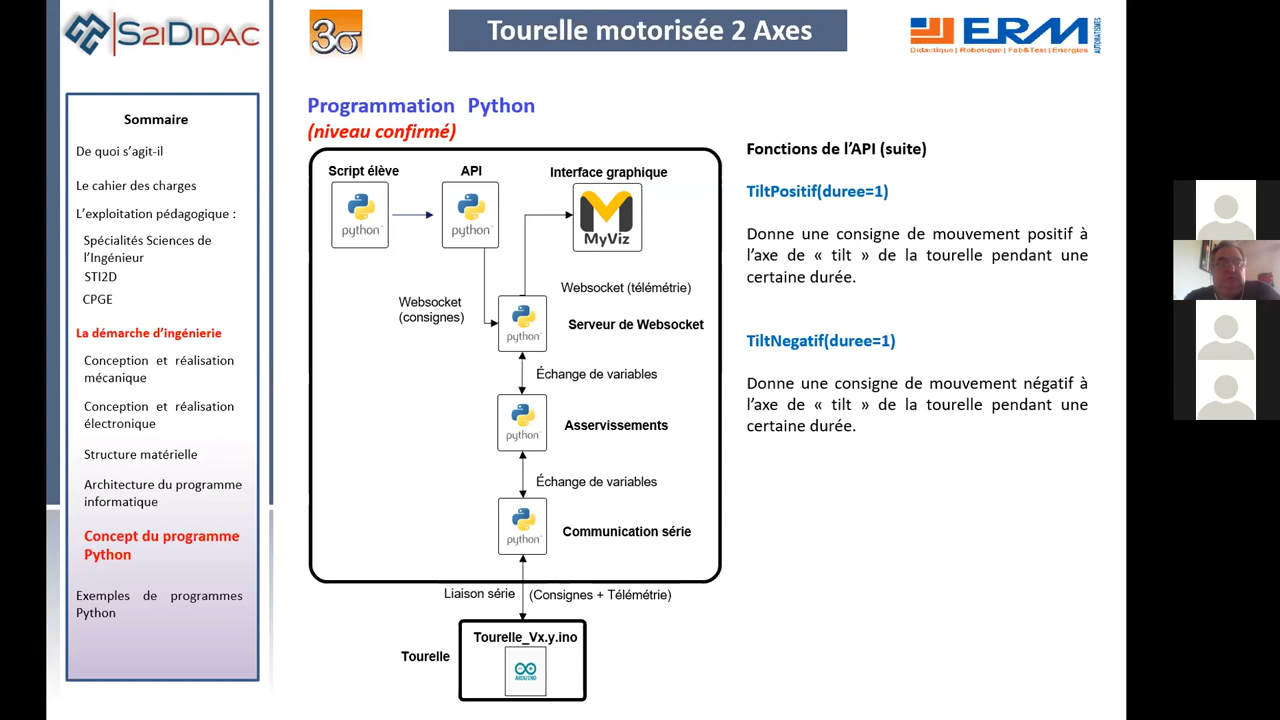 S2IDIDAC
3σ
Tourelle motorisée 2 Axes
ERM
AUTOMATISMES
Didactique | Robotique | Fab&Test | Energies
Sommaire
De quoi s’agit-il
Le cahier des charges
L’exploitation pédagogique :
Spécialités Sciences de
l’Ingénieur
STI2D
CPGE
La démarche d’ingénierie
Conception et réalisation
mécanique
Conception et réalisation
électronique
Structure matérielle
Architecture du programme
informatique
Concept du programme
Python
Exemples de programmes
Python
Programmation Python
(niveau confirmé)
Script élève
API
Interface graphique
python
python
MyViz
Websocket
(consignes)
Websocket (télémétrie)
python
Serveur de Websocket
Échange de variables
python
Asservissements
Échange de variables
python
Communication série
Liaison série
(Consignes + Télémétrie)
Tourelle
Tourelle_Vx.y.ino
ARDUINO
Fonctions de l’API (suite)
TiltPositif(duree=1)
Donne une consigne de mouvement positif à
l’axe de « tilt » de la tourelle pendant une
certaine durée.
TiltNegatif(duree=1)
Donne une consigne de mouvement négatif à
l’axe de « tilt » de la tourelle pendant une
certaine durée.